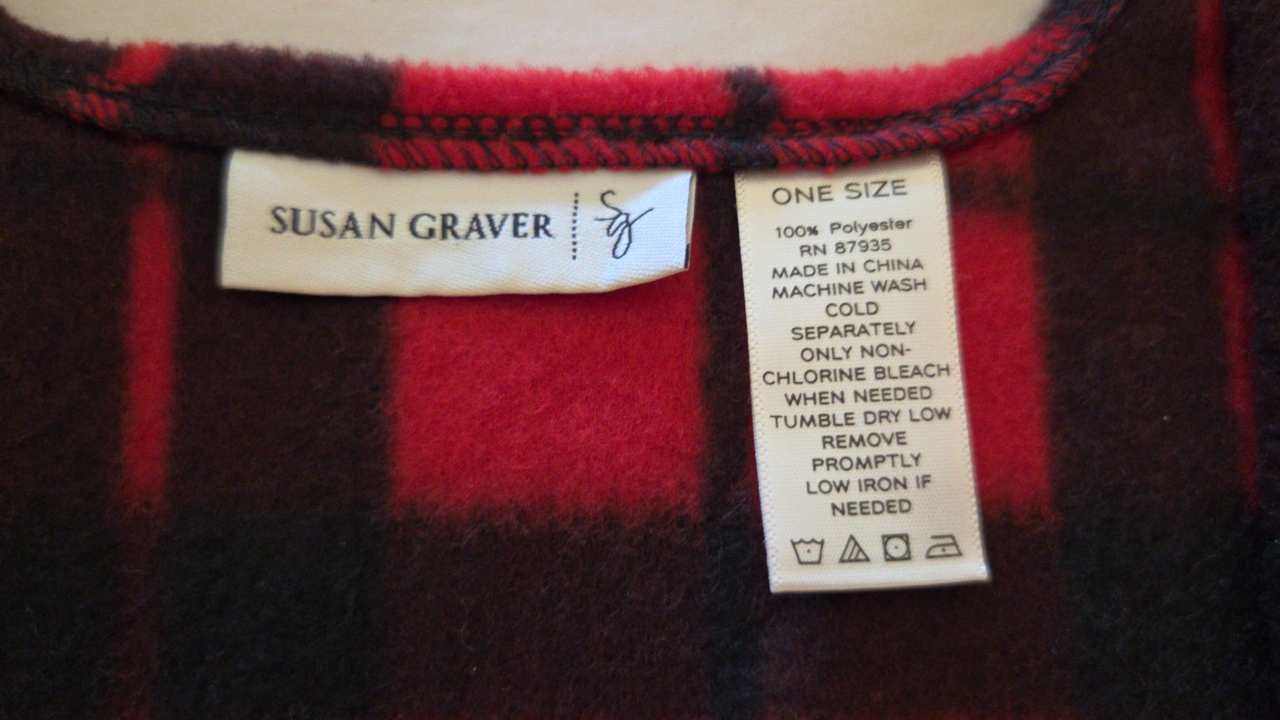 SUSAN GRAVER Sg
ONE SIZE
100% Polyester
RN 87935
MADE IN CHINA
MACHINE WASH
COLD
SEPARATELY
ONLY NON-
CHLORINE BLEACH
WHEN NEEDED
TUMBLE DRY LOW
REMOVE
PROMPTLY
LOW IRON IF
NEEDED